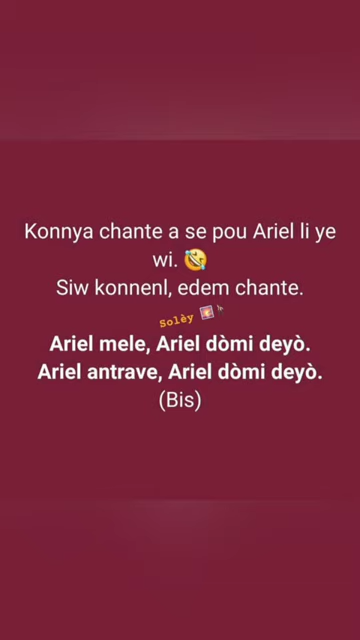 Konnya chante a se pou Ariel li ye
wi. 🤣
Siw konnenl, edem chante.
Solèy
Ariel mele, Ariel dòmi deyò.
Ariel antrave, Ariel dòmi deyò.
(Bis)